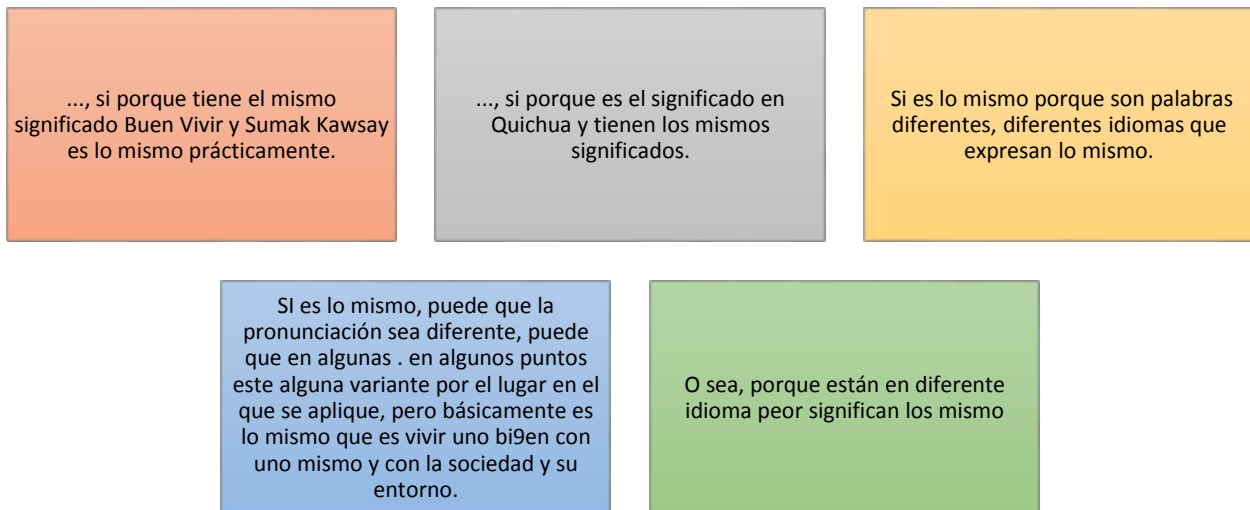 ..., si porque tiene el mismo
significado Buen Vivir y Sumak Kawsay
es lo mismo prácticamente.
..., si porque es el significado en
Quichua y tienen los mismos
significados.
Si es lo mismo porque son palabras
diferentes, diferentes idiomas que
expresan lo mismo.
SI es lo mismo, puede que la
pronunciación sea diferente, puede
que en algunas . en algunos puntos
este alguna variante por el lugar en el
que se aplique, pero básicamente es
lo mismo que es vivir uno bi9en con
uno mismo y con la sociedad y su
entorno.
O sea, porque están en diferente
idioma peor significan los mismo